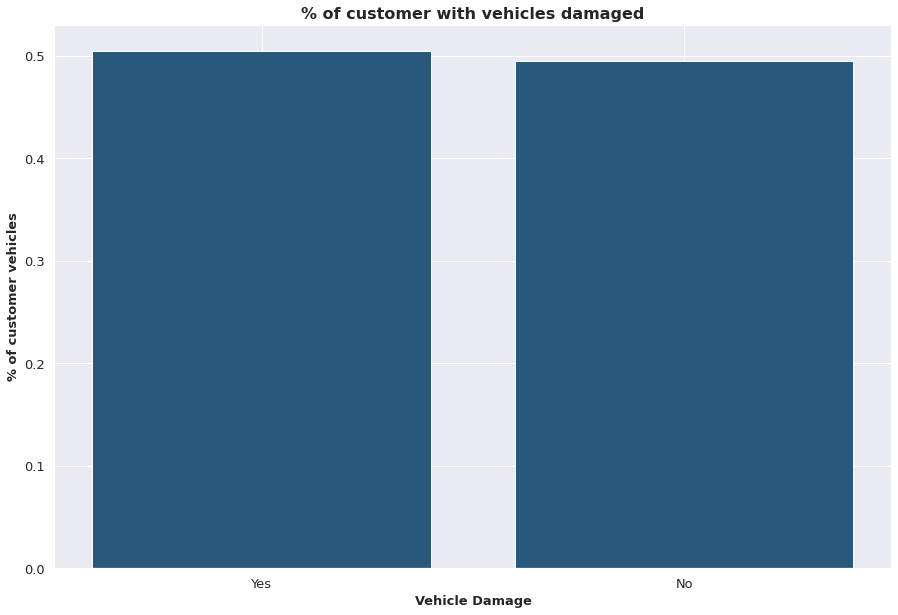 % of customer with vehicles damaged
% of customer vehicles
0.5
0.4
0.3
0.2
0.1
0.0
Yes
No
Vehicle Damage